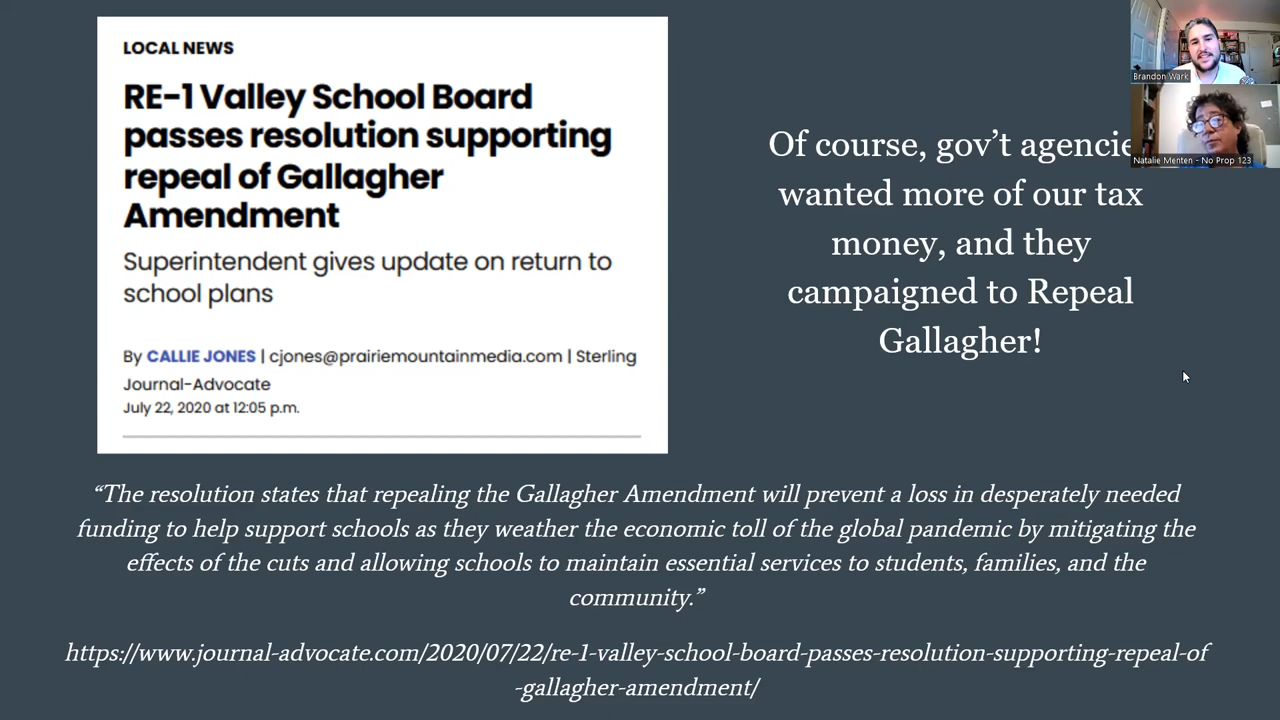 LOCAL NEWS
RE-1 Valley School Board
passes resolution supporting
repeal of Gallagher
Amendment
Superintendent gives update on return to
school plans
By CALLIE JONES | cjones@prairiemountainmedia.com | Sterling
Journal-Advocate
July 22, 2020 at 12:05 p.m.
Of course, gov’t agencie
wanted more of our tax
money, and they
campaigned to Repeal
Gallagher!
Brandon Wark
Natalie Menten - No Prop 123
“The resolution states that repealing the Gallagher Amendment will prevent a loss in desperately needed
funding to help support schools as they weather the economic toll of the global pandemic by mitigating the
effects of the cuts and allowing schools to maintain essential services to students, families, and the
community.”
https://www.journal-advocate.com/2020/07/22/re-1-valley-school-board-passes-resolution-supporting-repeal-of
-gallagher-amendment/